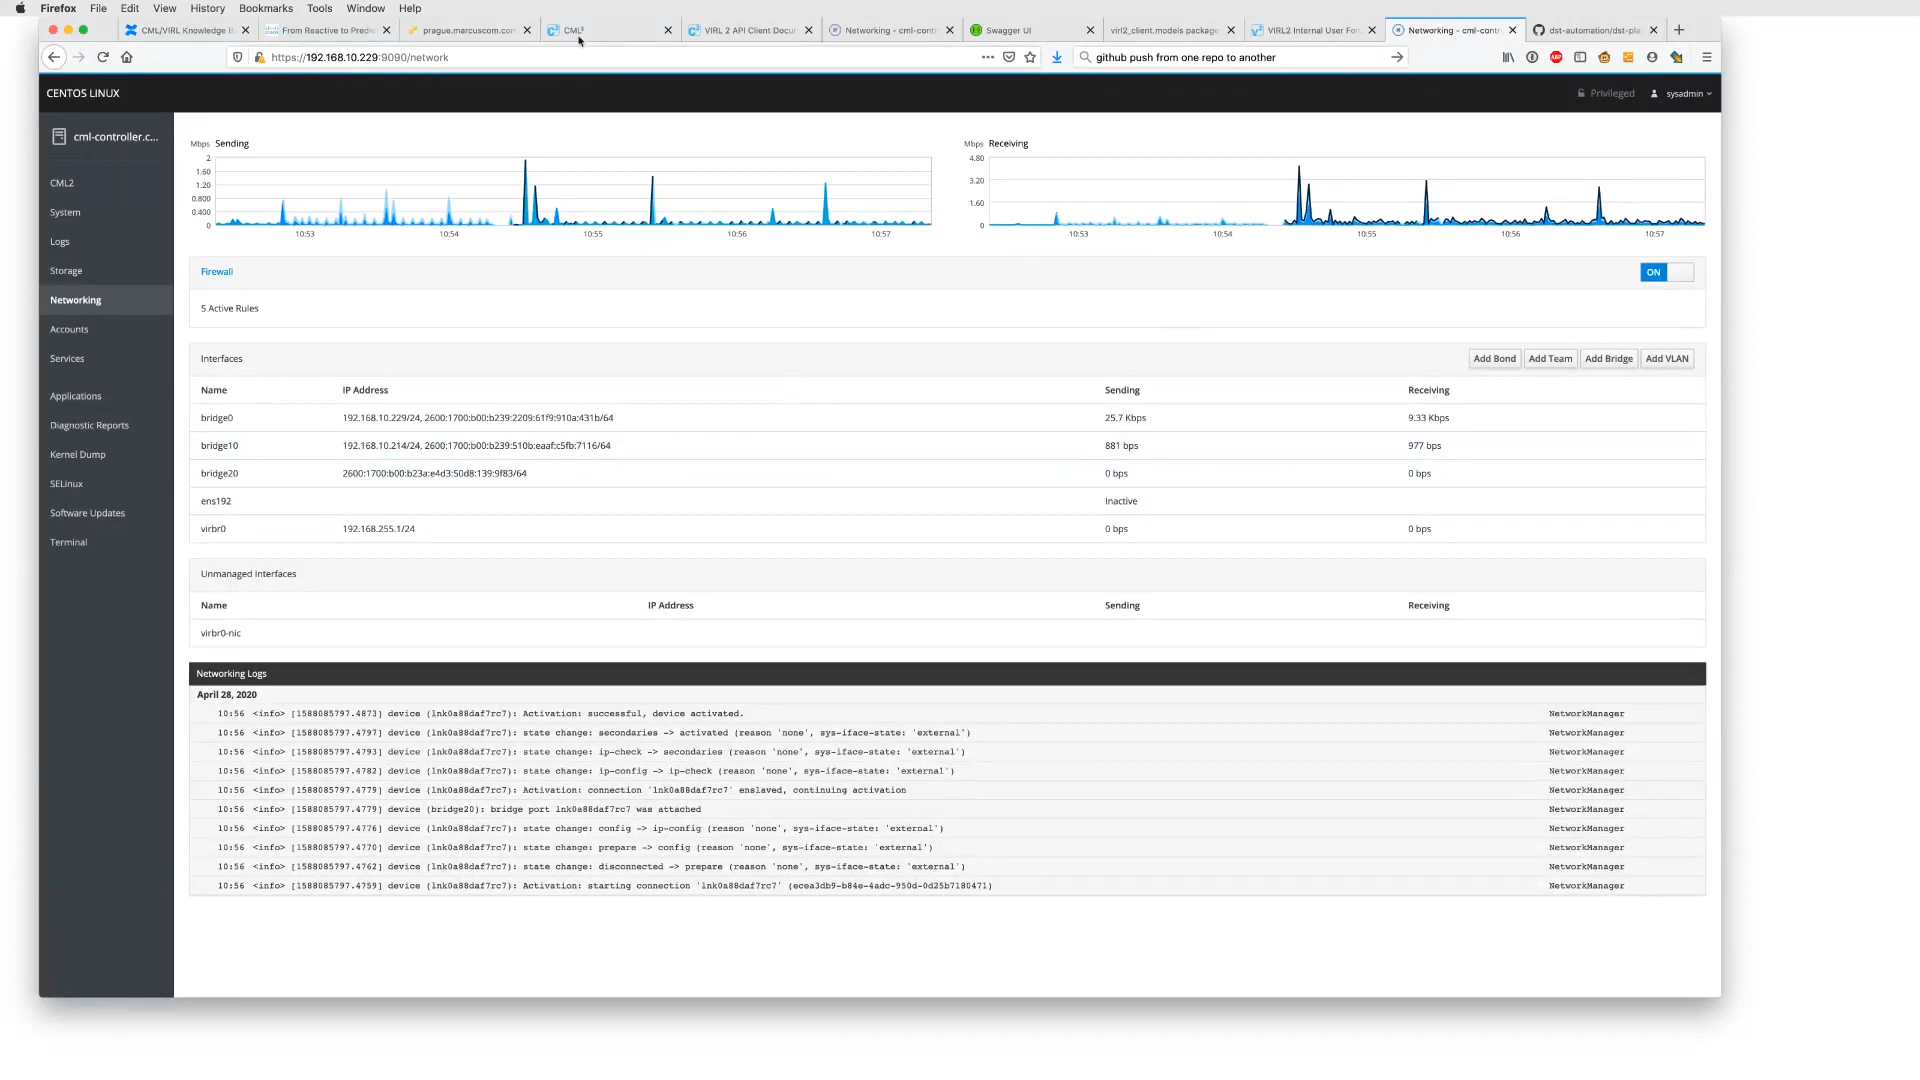 Firefox File Edit View History Bookmarks Tools Window Help
CML/VIRL Knowledge B From Reactive to Predic prague.marcuscom.com CML² VIRL 2 API Client Docum Networking - cml-cont Swagger UI virl2_client.models package VIRL2 Internal User For Networking - cml-contr dst-automation/dst-pla
https://192.168.10.229:9090/network github push from one repo to another
CENTOS LINUX Privileged sysadmin
cml-controller.c...
CML2
System
Logs
Storage
Networking
Accounts
Services
Applications
Diagnostic Reports
Kernel Dump
SELinux
Software Updates
Terminal
Mbps Sending
2
1.60
1.20
0.800
0.400
0
10:53 10:54 10:55 10:56 10:57
Mbps Receiving
4.80
3.20
1.60
0
10:53 10:54 10:55 10:56 10:57
Firewall ON
5 Active Rules
Interfaces Add Bond Add Team Add Bridge Add VLAN
Name IP Address Sending Receiving
bridge0 192.168.10.229/24, 2600:1700:b00:b239:2209:61f9:910a:431b/64 25.7 Kbps 9.33 Kbps
bridge10 192.168.10.214/24, 2600:1700:b00:b239:510b:eaaf:c5fb:7116/64 881 bps 977 bps
bridge20 2600:1700:b00:b23a:e4d3:50d8:139:9f83/64 0 bps 0 bps
ens192 Inactive
virbr0 192.168.255.1/24 0 bps 0 bps
Unmanaged Interfaces
Name IP Address Sending Receiving
virbr0-nic
Networking Logs
April 28, 2020
10:56 <info> [1588085797.4873] device (lnk0a88daf7rc7): Activation: successful, device activated. NetworkManager
10:56 <info> [1588085797.4797] device (lnk0a88daf7rc7): state change: secondaries -> activated (reason 'none', sys-iface-state: 'external') NetworkManager
10:56 <info> [1588085797.4793] device (lnk0a88daf7rc7): state change: ip-check -> secondaries (reason 'none', sys-iface-state: 'external') NetworkManager
10:56 <info> [1588085797.4782] device (lnk0a88daf7rc7): state change: ip-config -> ip-check (reason 'none', sys-iface-state: 'external') NetworkManager
10:56 <info> [1588085797.4779] device (lnk0a88daf7rc7): Activation: connection 'lnk0a88daf7rc7' enslaved, continuing activation NetworkManager
10:56 <info> [1588085797.4779] device (bridge20): bridge port lnk0a88daf7rc7 was attached NetworkManager
10:56 <info> [1588085797.4776] device (lnk0a88daf7rc7): state change: config -> ip-config (reason 'none', sys-iface-state: 'external') NetworkManager
10:56 <info> [1588085797.4770] device (lnk0a88daf7rc7): state change: prepare -> config (reason 'none', sys-iface-state: 'external') NetworkManager
10:56 <info> [1588085797.4762] device (lnk0a88daf7rc7): state change: disconnected -> prepare (reason 'none', sys-iface-state: 'external') NetworkManager
10:56 <info> [1588085797.4759] device (lnk0a88daf7rc7): Activation: starting connection 'lnk0a88daf7rc7' (ecea3db9-b84e-4adc-950d-0d25b7180471) NetworkManager